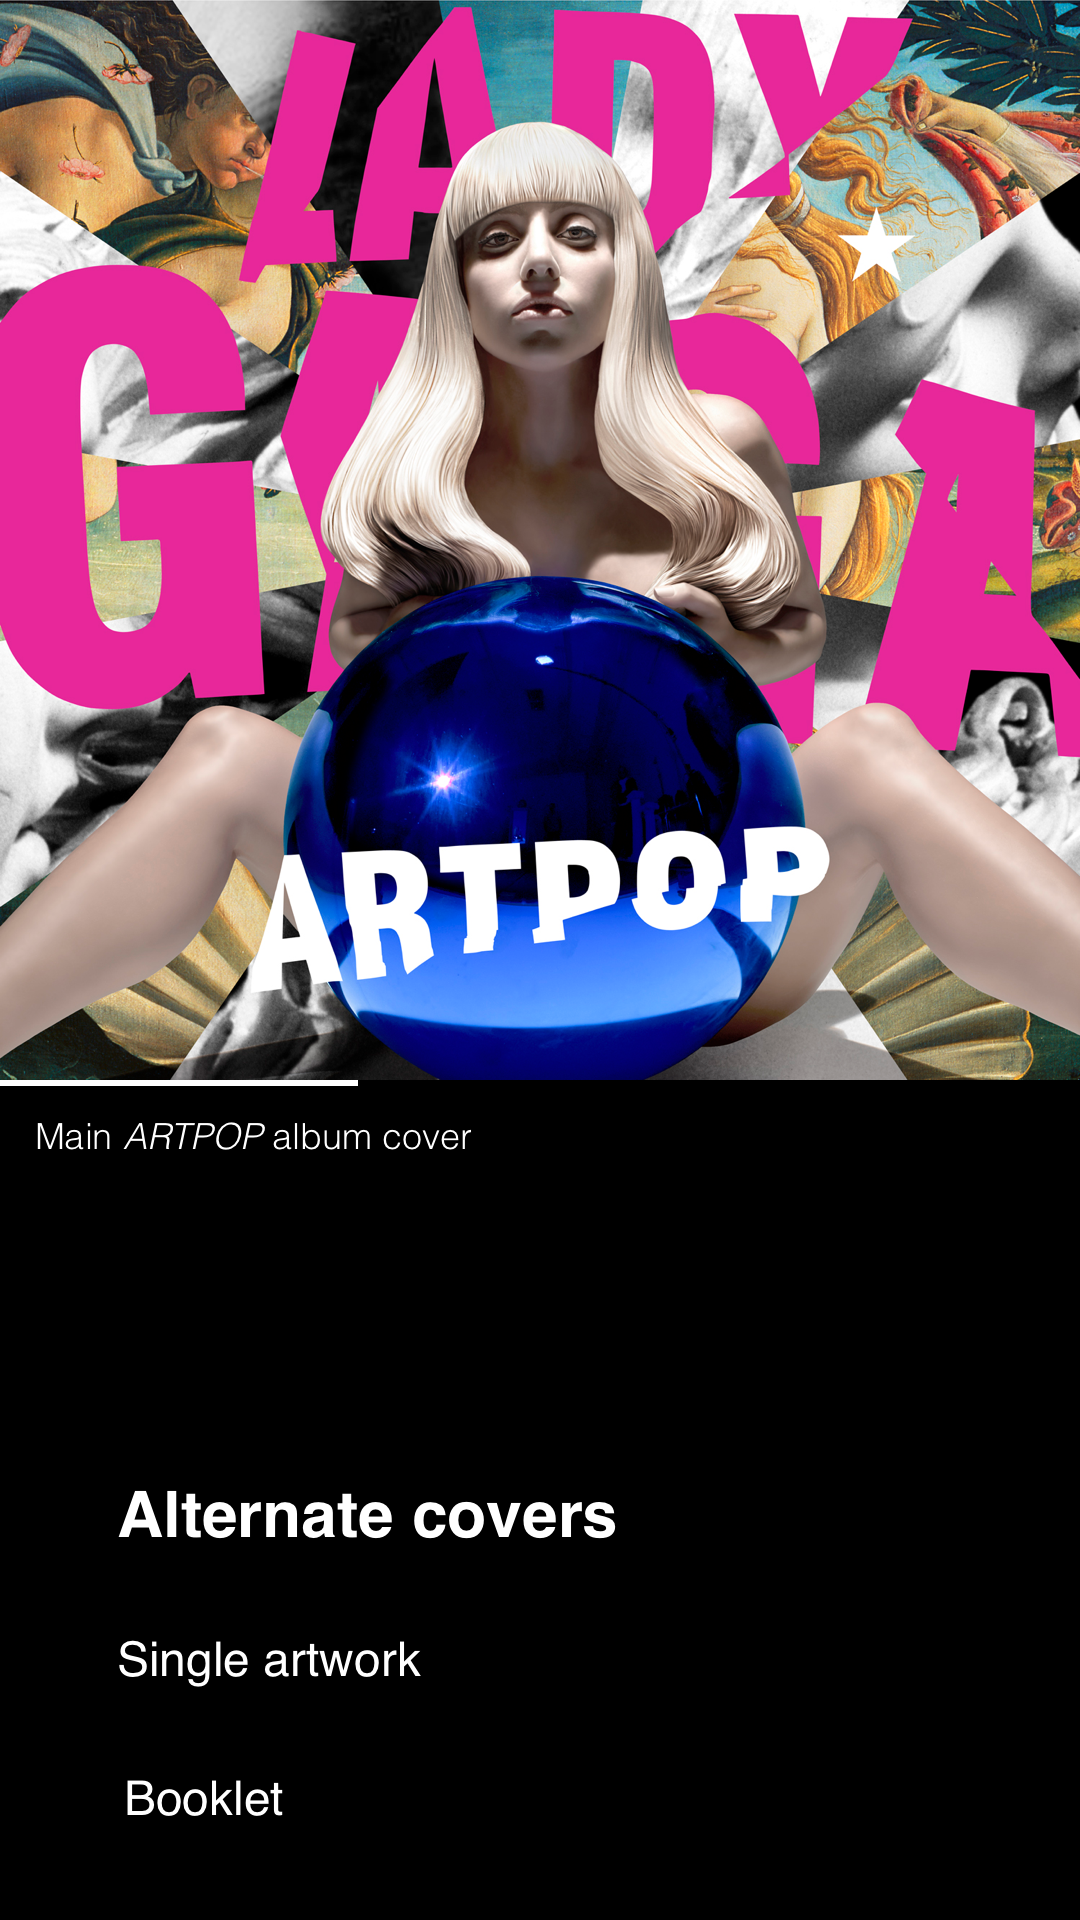 LADY
GAGA
ARTPOP
Main ARTPOP album cover
Alternate covers
Single artwork
Booklet